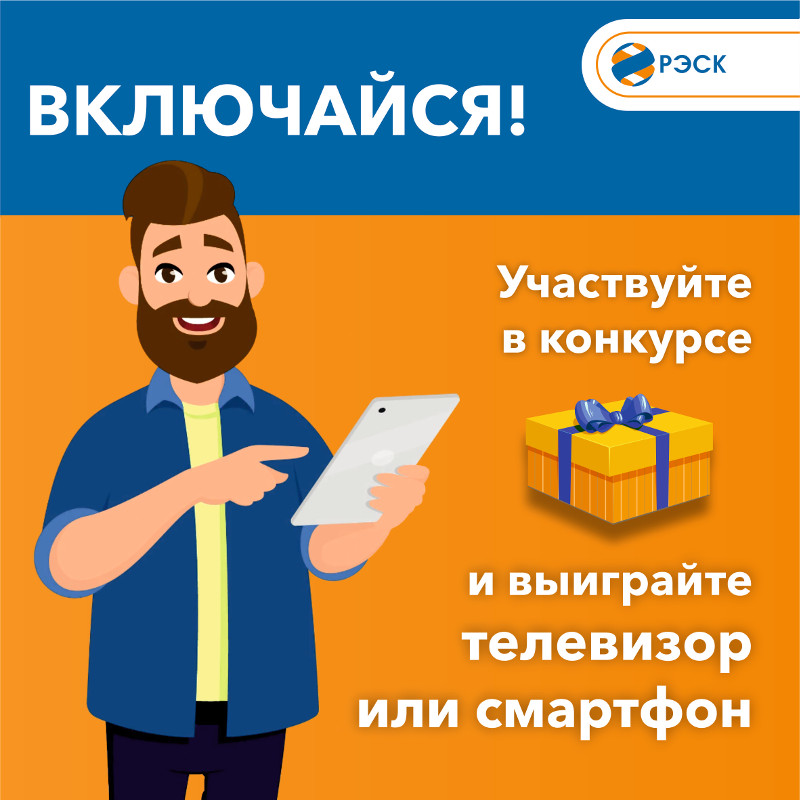 РЭСК
ВКЛЮЧАЙСЯ!
Участвуйте
в конкурсе
и выиграйте
телевизор
или смартфон